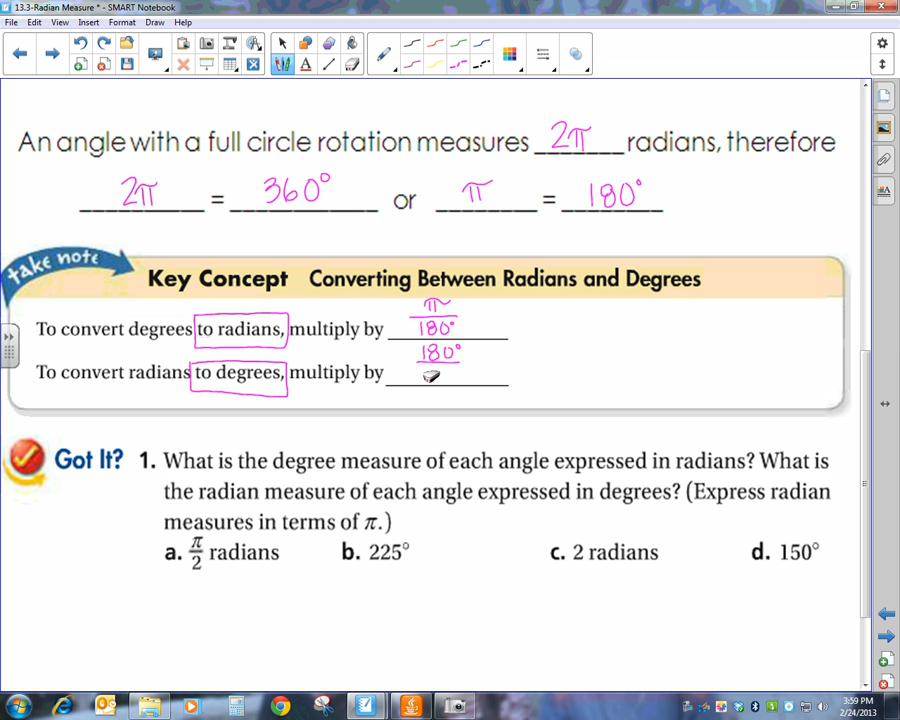 13.3-Radian Measure * - SMART Notebook
File Edit View Insert Format Tools Draw Help
An angle with a full circle rotation measures 2π radians, therefore
2π = 360° or π = 180°
take note
Key Concept Converting Between Radians and Degrees
π
To convert degrees to radians, multiply by 180°
180°
To convert radians to degrees, multiply by
Got It? 1. What is the degree measure of each angle expressed in radians? What is
the radian measure of each angle expressed in degrees? (Express radian
measures in terms of π.)
a. π/2 radians b. 225° c. 2 radians d. 150°
3:59 PM
2/24/2013